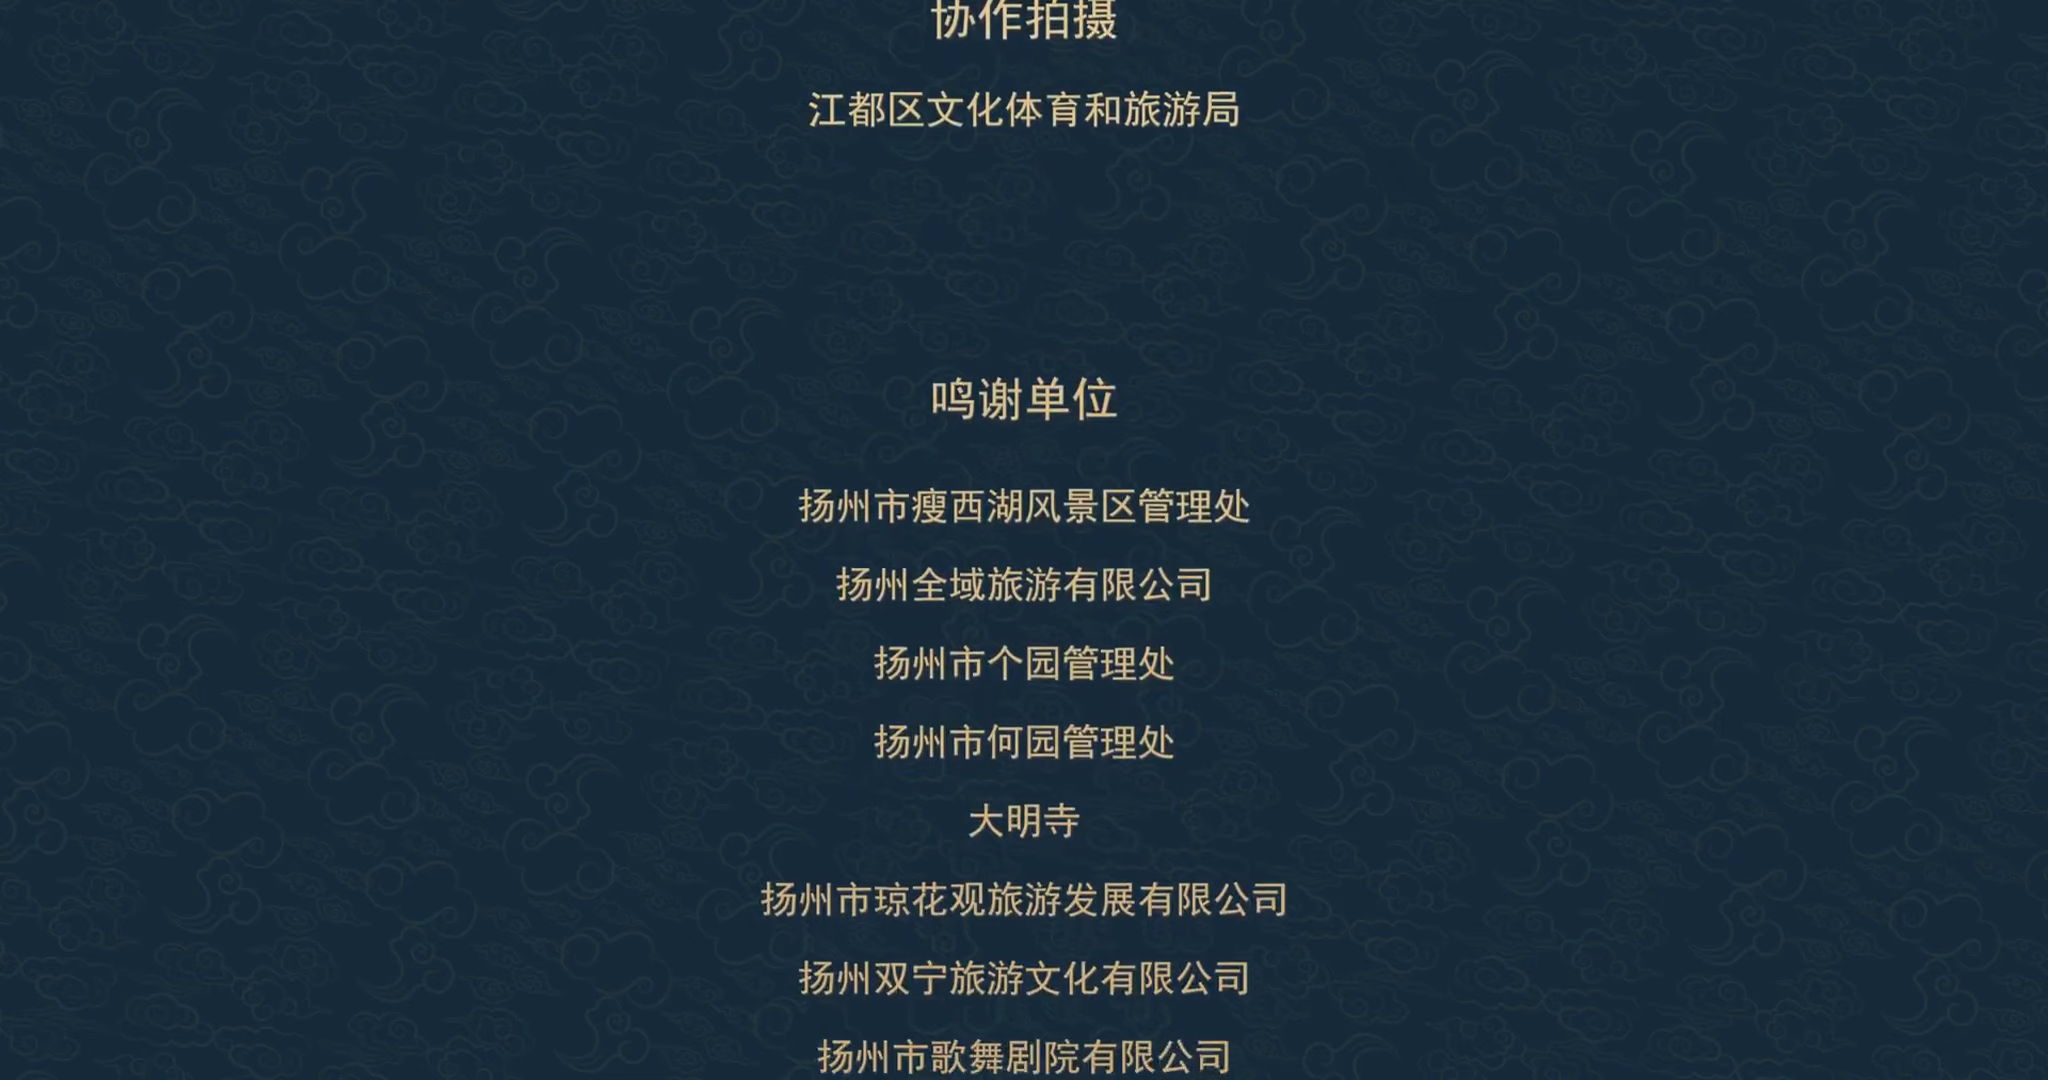 协作拍摄
江都区文化体育和旅游局
鸣谢单位
扬州市瘦西湖风景区管理处
扬州全域旅游有限公司
扬州市个园管理处
扬州市何园管理处
大明寺
扬州市琼花观旅游发展有限公司
扬州双宁旅游文化有限公司
扬州市歌舞剧院有限公司